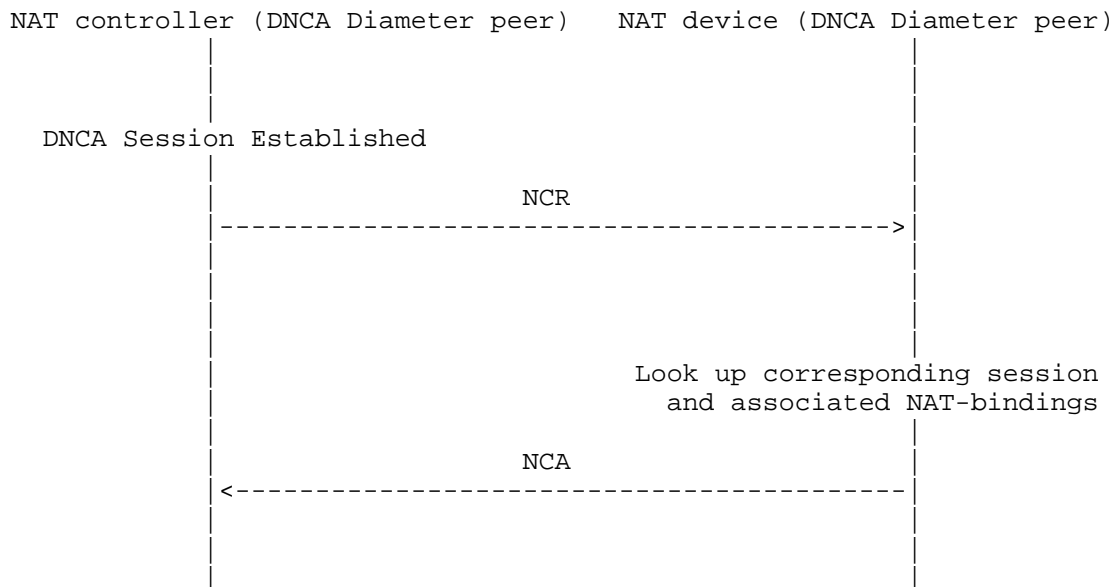 NAT controller (DNCA Diameter peer) NAT device (DNCA Diameter peer)
DNCA Session Established
NCR
Look up corresponding session
and associated NAT-bindings
NCA